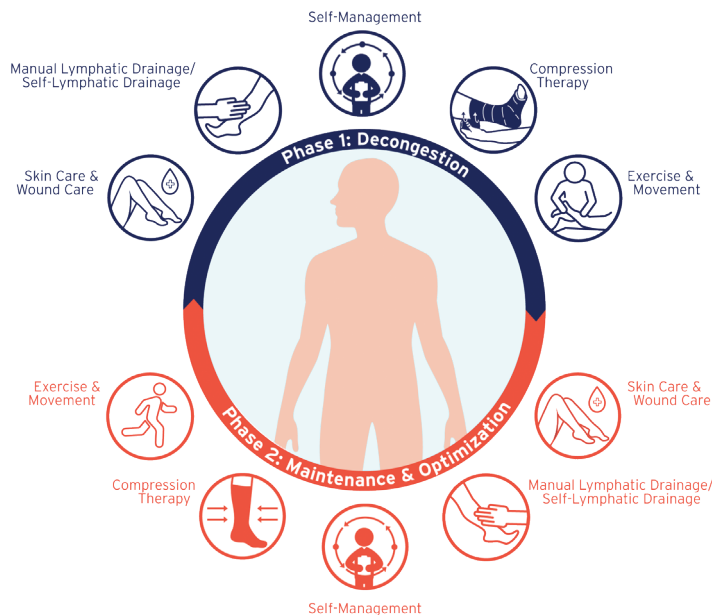 Self-Management
Manual Lymphatic Drainage/
Self-Lymphatic Drainage
Compression
Therapy
Phase 1: Decongestion
Skin Care &
Wound Care
Exercise &
Movement
Exercise &
Movement
Skin Care &
Wound Care
Phase 2: Maintenance & Optimization
Compression
Therapy
Manual Lymphatic Drainage/
Self-Lymphatic Drainage
Self-Management